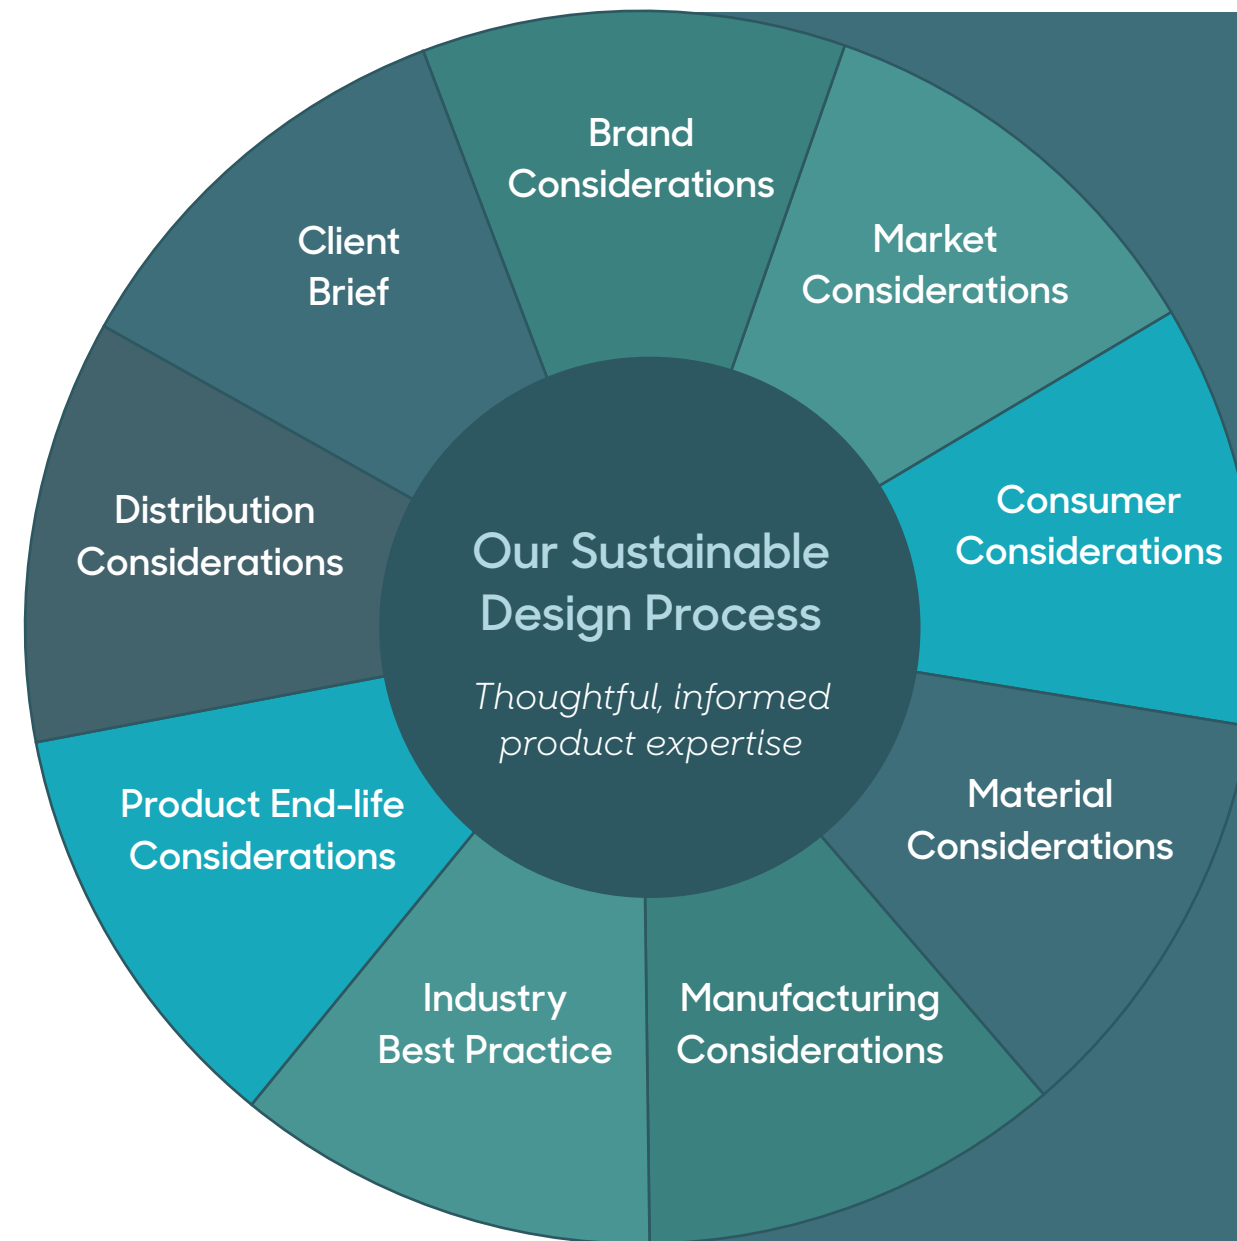 Brand
Considerations
Market
Considerations
Consumer
Considerations
Material
Considerations
Manufacturing
Considerations
Industry
Best Practice
Product End-life
Considerations
Distribution
Considerations
Client
Brief
Our Sustainable
Design Process
Thoughtful, informed
product expertise